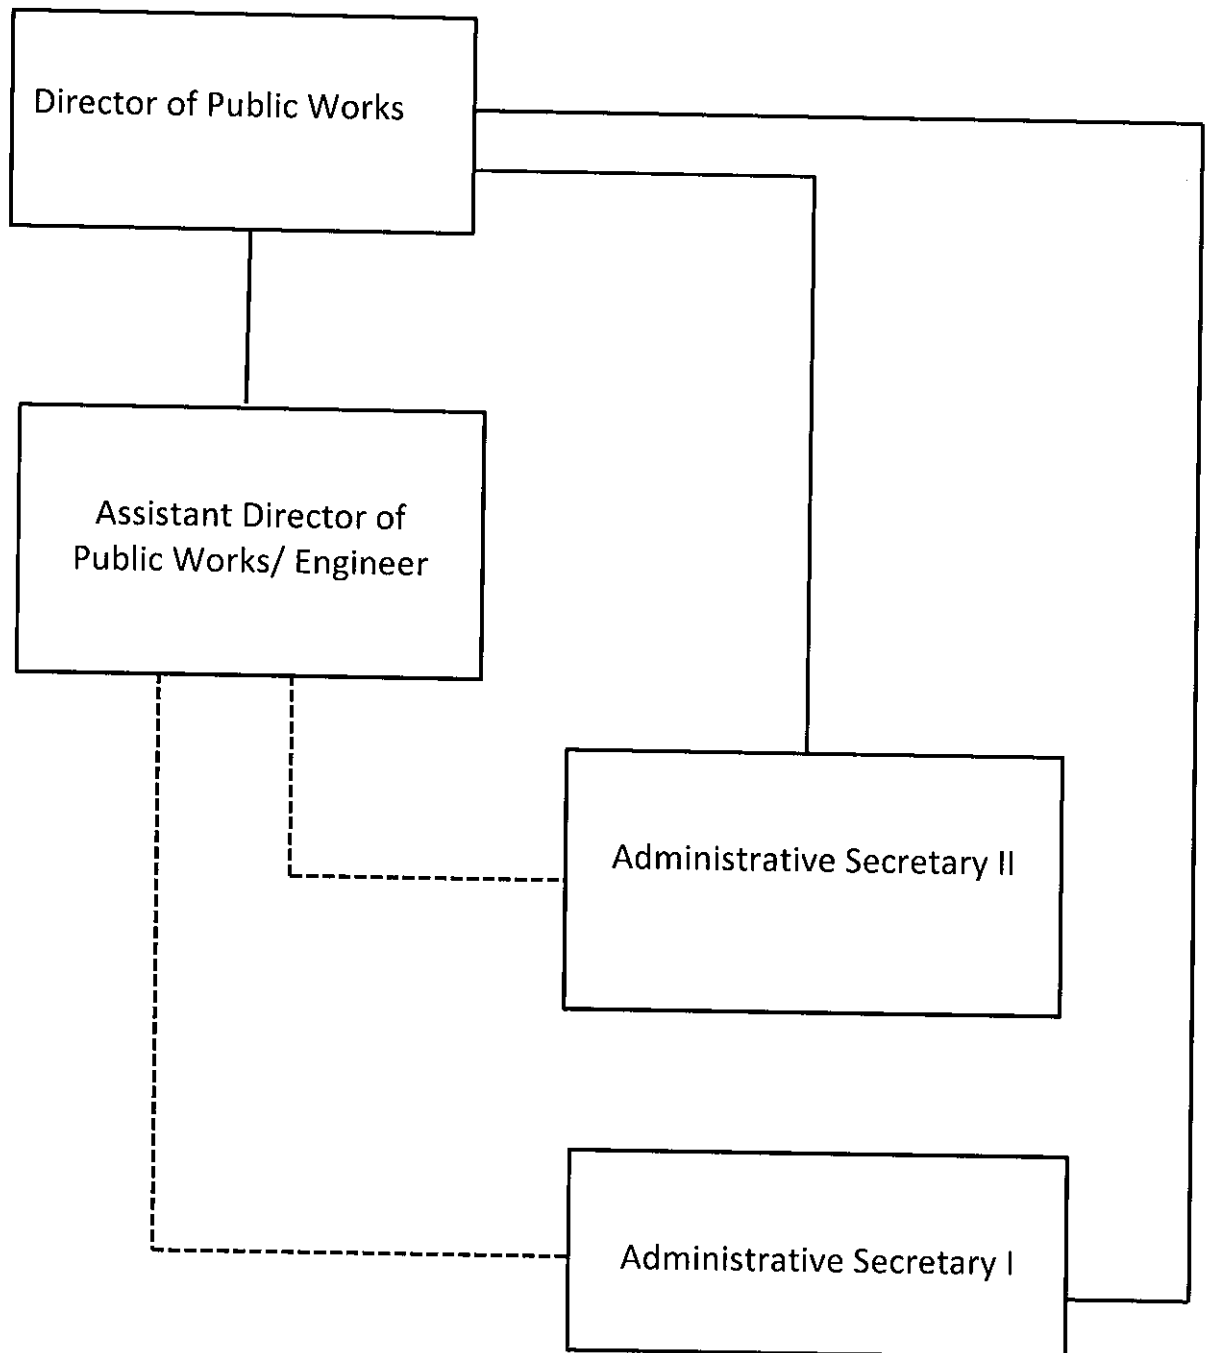 Director of Public Works
Assistant Director of
Public Works/ Engineer
Administrative Secretary II
Administrative Secretary I